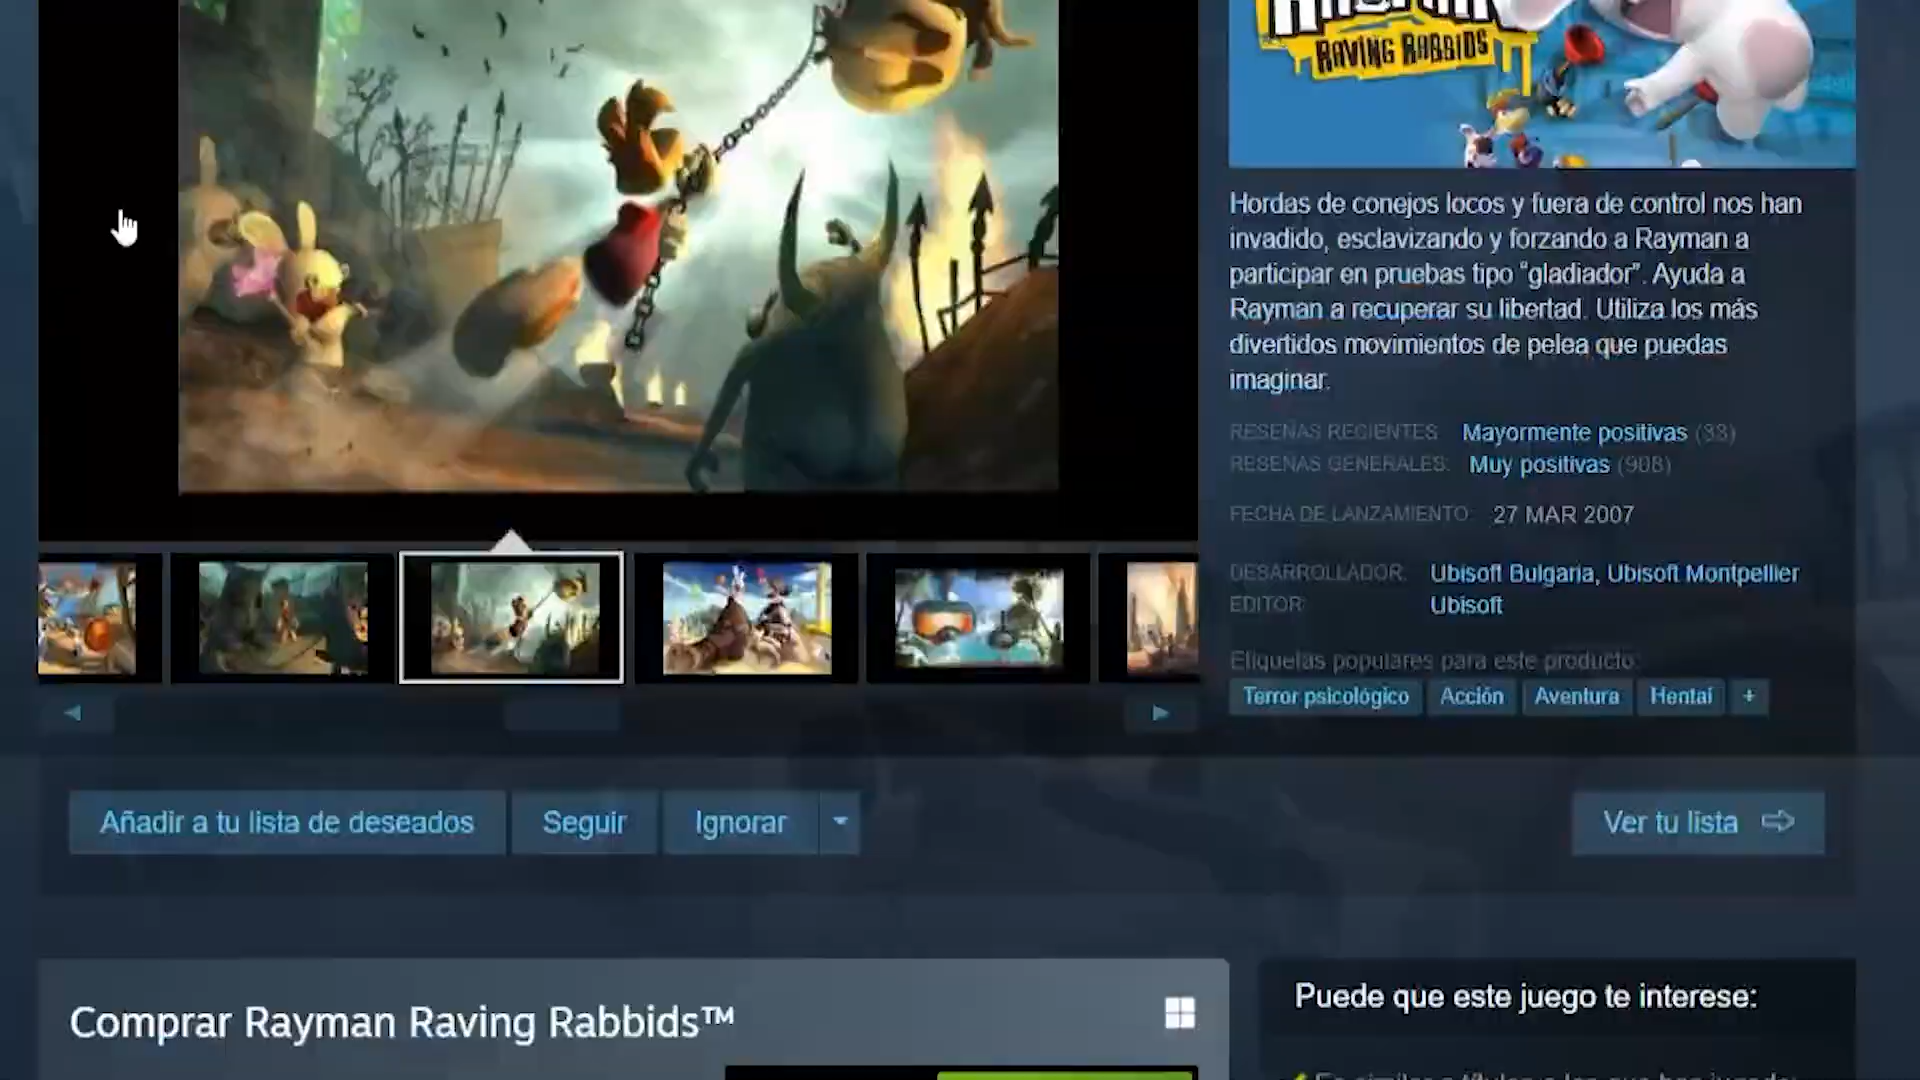 RAVING RABBIDS
Hordas de conejos locos y fuera de control nos han
invadido, esclavizando y forzando a Rayman a
participar en pruebas tipo “gladiador”. Ayuda a
Rayman a recuperar su libertad. Utiliza los más
divertidos movimientos de pelea que puedas
imaginar.
RESEÑAS RECIENTES: Mayormente positivas (33)
RESEÑAS GENERALES: Muy positivas (908)
FECHA DE LANZAMIENTO: 27 MAR 2007
DESARROLLADOR: Ubisoft Bulgaria, Ubisoft Montpellier
EDITOR: Ubisoft
Etiquetas populares para este producto:
Terror psicológico Acción Aventura Hentai +
Añadir a tu lista de deseados Seguir Ignorar Ver tu lista
Comprar Rayman Raving Rabbids™
Puede que este juego te interese: